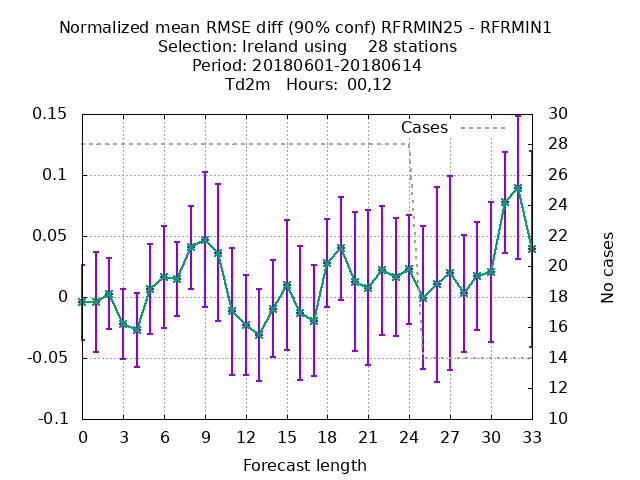 Normalized mean RMSE diff (90% conf) RFRMIN25 - RFRMIN1
Selection: Ireland using    28 stations
Period: 20180601-20180614
Td2m   Hours:  00,12
0.15
0.1
0.05
0
-0.05
-0.1
Cases
30
28
26
24
22
20
18
16
14
12
10
No cases
0 3 6 9 12 15 18 21 24 27 30 33
Forecast length